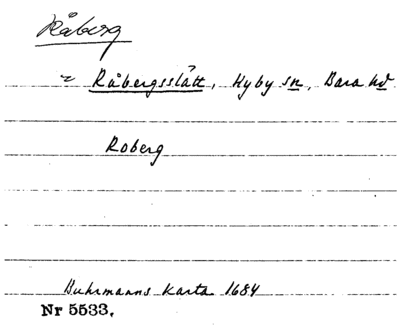 Råberg
= Råbergsslätt, Hyby sn, Bara hd
Roberg
Buhrmanns karta 1684
Nr 5533.